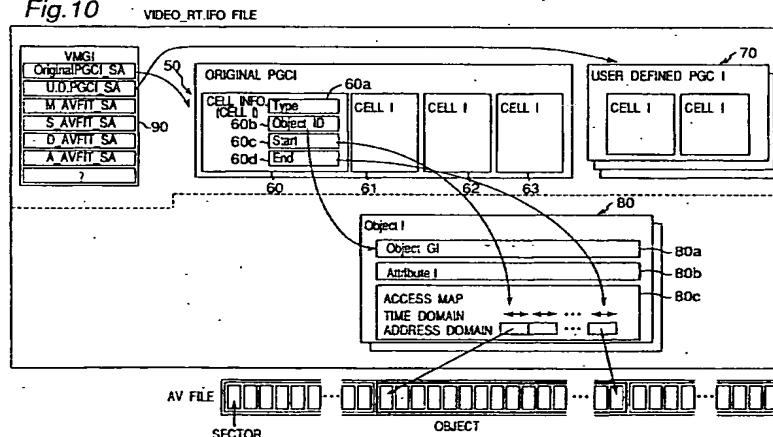 Fig. 10 VIDEO_RT.IFO FILE
VMGI
OriginalPGCI_SA
U.D.PGCI_SA
M_AVFIT_SA
S_AVFIT_SA
D_AVFIT_SA
A_AVFIT_SA
?
90
50
ORIGINAL PGCI
60a
CELL INFO.
(CELL I)
Type
60b
Object ID
60c
Start
60d
End
CELL I
CELL I
CELL I
60
61
62
63
70
USER DEFINED PGC I
CELL I
CELL I
80
Object I
Object GI
80a
Attribute I
80b
ACCESS MAP
80c
TIME DOMAIN
ADDRESS DOMAIN
AV FILE
SECTOR
OBJECT